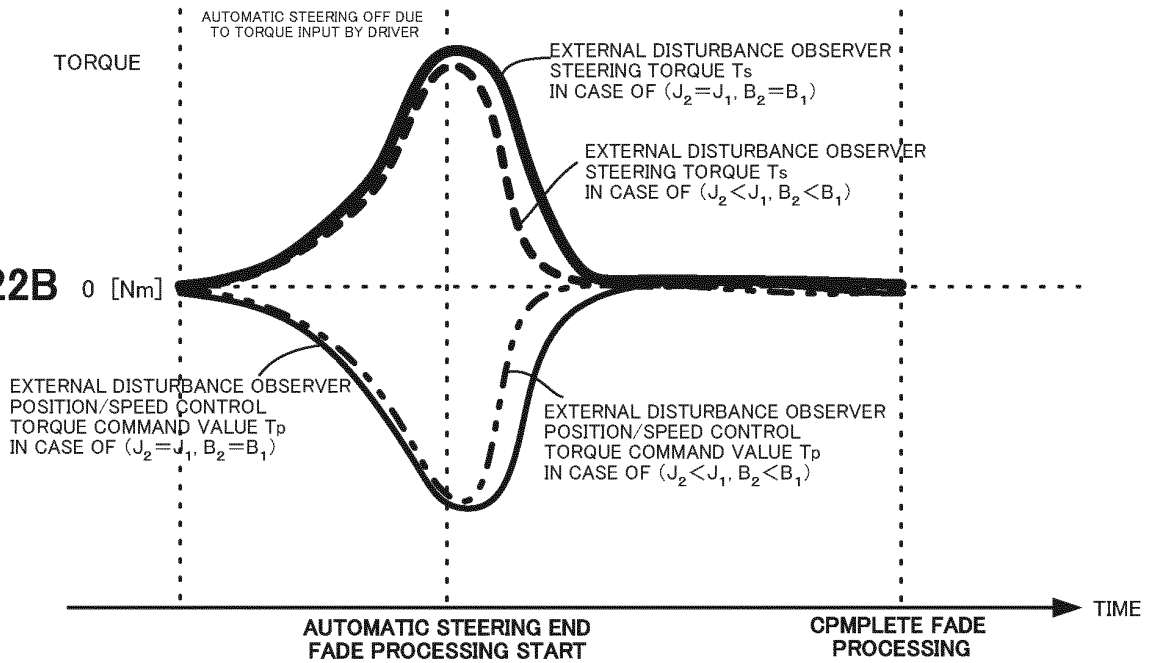 AUTOMATIC STEERING OFF DUE
TO TORQUE INPUT BY DRIVER
TORQUE
EXTERNAL DISTURBANCE OBSERVER
STEERING TORQUE Ts
IN CASE OF (J₂=J₁, B₂=B₁)
EXTERNAL DISTURBANCE OBSERVER
STEERING TORQUE Ts
IN CASE OF (J₂<J₁, B₂<B₁)
22B
0 [Nm]
EXTERNAL DISTURBANCE OBSERVER
POSITION/SPEED CONTROL
TORQUE COMMAND VALUE Tp
IN CASE OF (J₂=J₁, B₂=B₁)
EXTERNAL DISTURBANCE OBSERVER
POSITION/SPEED CONTROL
TORQUE COMMAND VALUE Tp
IN CASE OF (J₂<J₁, B₂<B₁)
TIME
AUTOMATIC STEERING END
FADE PROCESSING START
CPMPLETE FADE
PROCESSING